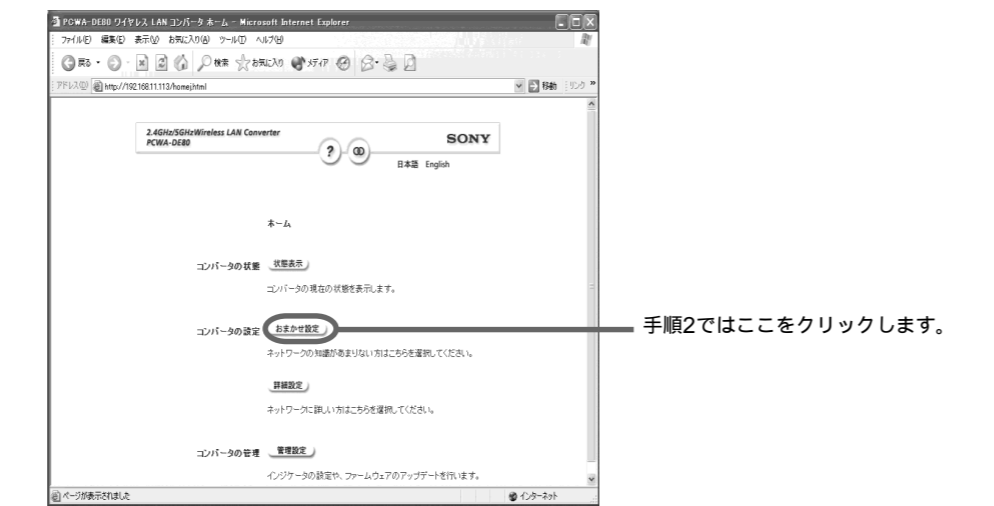 PCWA-DE80 ワイヤレス LAN コンバータ ホーム - Microsoft Internet Explorer
ファイル(F) 編集(E) 表示(V) お気に入り(A) ツール(T) ヘルプ(H)
戻る 検索 お気に入り メディア
アドレス(D) http://192.168.11.113/home.html 移動 リンク »
2.4GHz/5GHzWireless LAN Converter
PCWA-DE80
SONY
?
日本語 English
ホーム
コンバータの状態 状態表示
コンバータの現在の状態を表示します。
コンバータの設定 おまかせ設定
手順2ではここをクリックします。
ネットワークの知識があまりない方はこちらを選択してください。
詳細設定
ネットワークに詳しい方はこちらを選択してください。
コンバータの管理 管理設定
インジケータの設定や、ファームウェアのアップデートを行います。
ページが表示されました インターネット